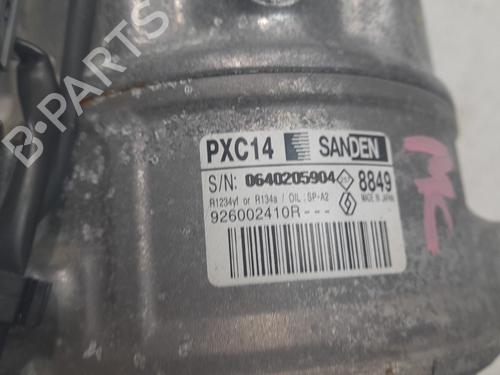 PXC14 SANDEN
S/N: 0640205904 8849
R1234yf or R134a / OIL : SP-A2 MADE IN JAPAN
926002410R---
B-PARTS